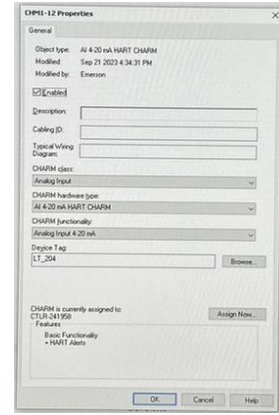 CHM1-12 Properties
General
Object type: AI 4-20 mA HART CHARM
Modified: Sep 21 2023 4:34:31 PM
Modified by: Emerson
Enabled
Description:
Cabling ID:
Typical Wiring
Diagram:
CHARM class:
Analog Input
CHARM hardware type:
AI 4-20 mA HART CHARM
CHARM functionality:
Analog Input 4-20 mA
Device Tag:
LT_204
Browse...
CHARM is currently assigned to:
CTLR-241958
Assign Now...
Features
Basic Functionality
+ HART Alerts
OK Cancel Help